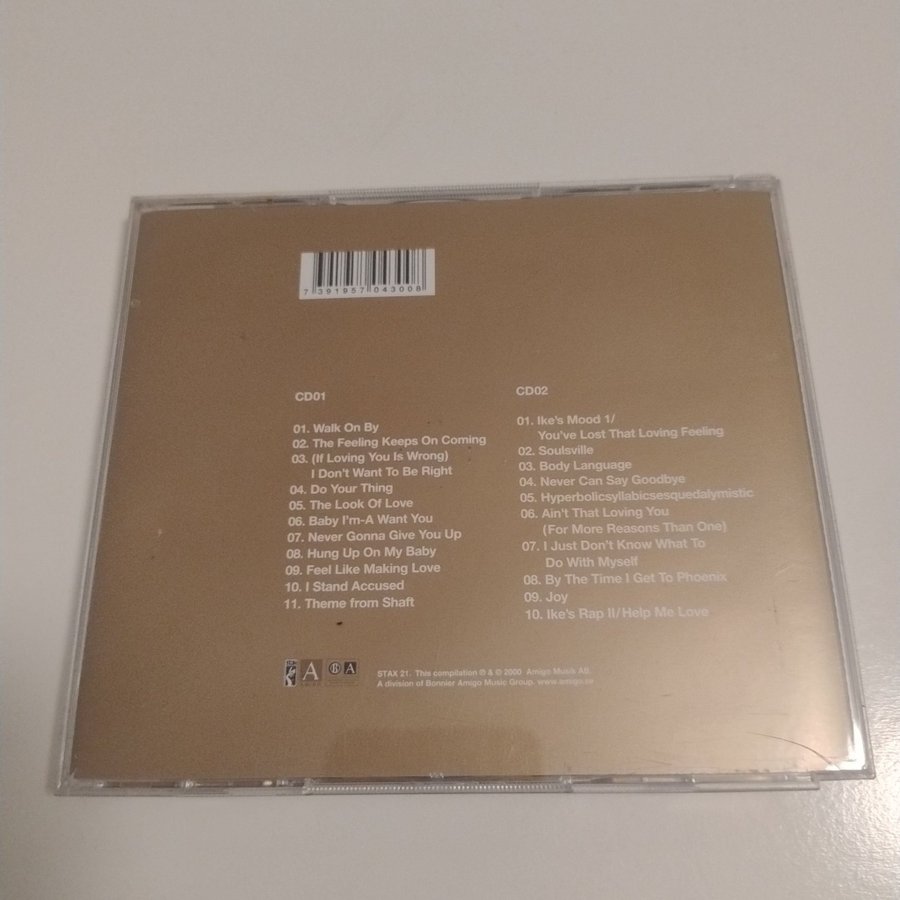 7 391957 043008
CD01
01. Walk On By
02. The Feeling Keeps On Coming
03. (If Loving You Is Wrong)
I Don't Want To Be Right
04. Do Your Thing
05. The Look Of Love
06. Baby I'm-A Want You
07. Never Gonna Give You Up
08. Hung Up On My Baby
09. Feel Like Making Love
10. I Stand Accused
11. Theme from Shaft
CD02
01. Ike's Mood 1/
You've Lost That Loving Feeling
02. Soulsville
03. Body Language
04. Never Can Say Goodbye
05. Hyperbolicsyllabicsesquedalymistic
06. Ain't That Loving You
(For More Reasons Than One)
07. I Just Don't Know What To
Do With Myself
08. By The Time I Get To Phoenix
09. Joy
10. Ike's Rap II/Help Me Love
A
A
STAX 21. This compilation ℗ & © 2000 Amigo Musik AB.
A division of Bonnier Amigo Music Group. www.amigo.se